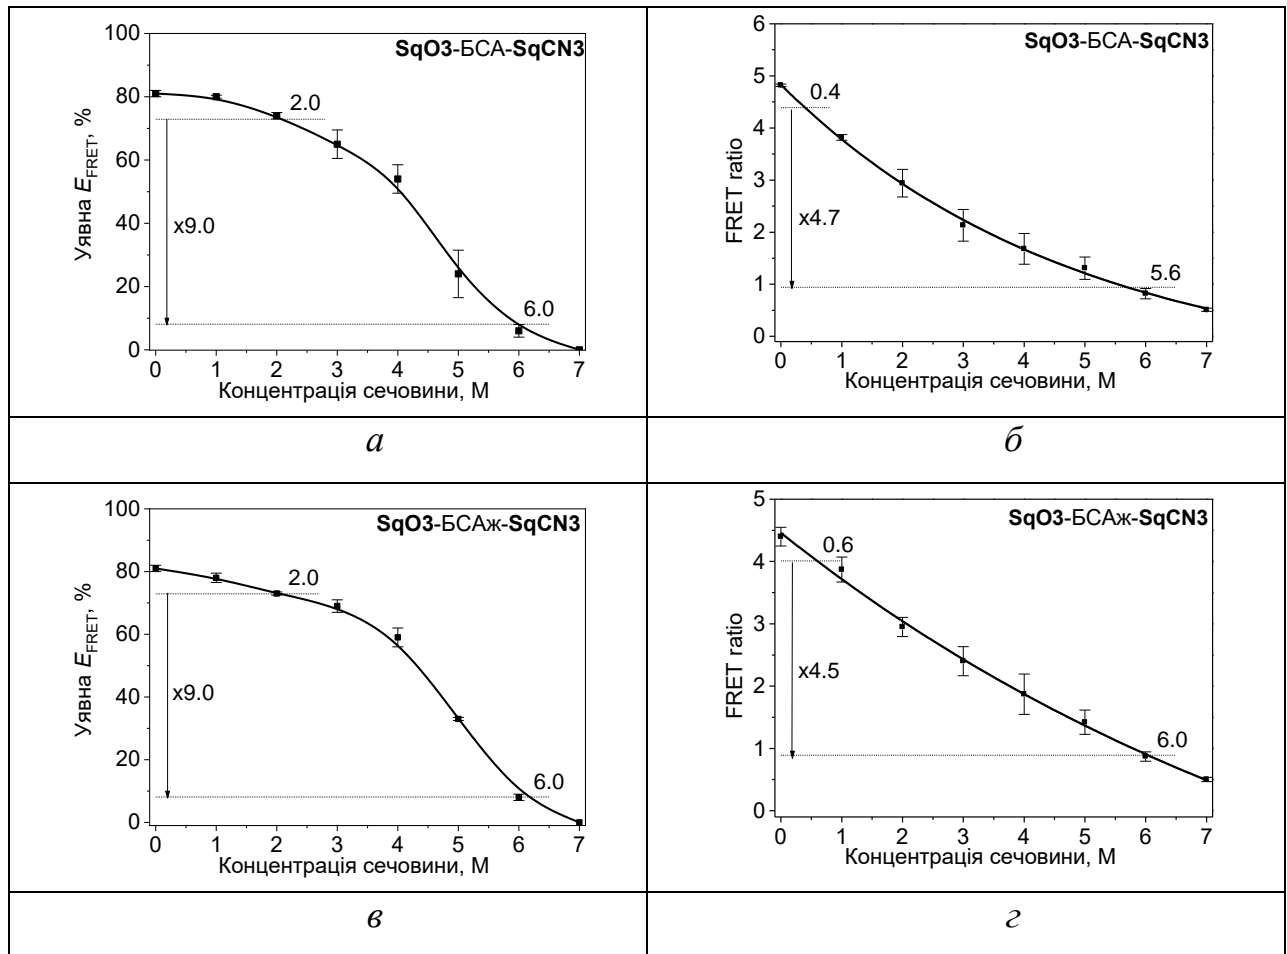 SqO3-БСА-SqCN3
Уявна EFRET, %
100
80
60
40
20
0
2.0
x9.0
6.0
0 1 2 3 4 5 6 7
Концентрація сечовини, М
а
SqO3-БСА-SqCN3
FRET ratio
6
5
4
3
2
1
0
0.4
x4.7
5.6
0 1 2 3 4 5 6 7
Концентрація сечовини, М
б
SqO3-БСАж-SqCN3
Уявна EFRET, %
100
80
60
40
20
0
2.0
x9.0
6.0
0 1 2 3 4 5 6 7
Концентрація сечовини, М
в
SqO3-БСАж-SqCN3
FRET ratio
5
4
3
2
1
0
0.6
x4.5
6.0
0 1 2 3 4 5 6 7
Концентрація сечовини, М
г